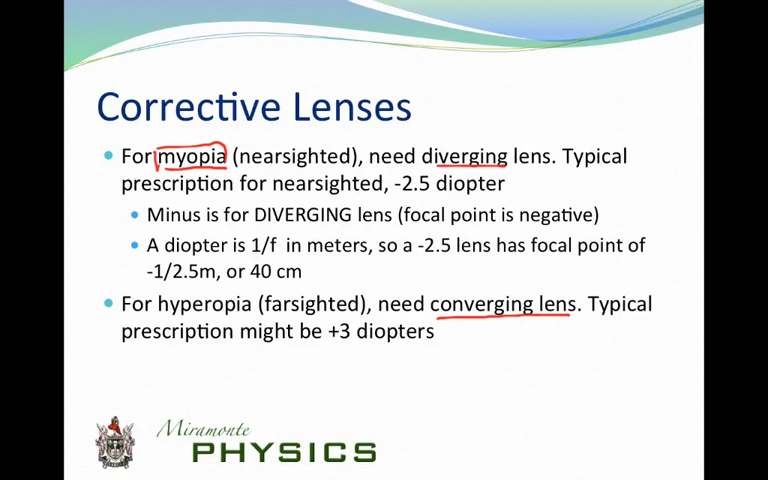 Corrective Lenses
• For myopia (nearsighted), need diverging lens. Typical
prescription for nearsighted, -2.5 diopter
• Minus is for DIVERGING lens (focal point is negative)
• A diopter is 1/f in meters, so a -2.5 lens has focal point of
-1/2.5m, or 40 cm
• For hyperopia (farsighted), need converging lens. Typical
prescription might be +3 diopters
Miramonte
PHYSICS